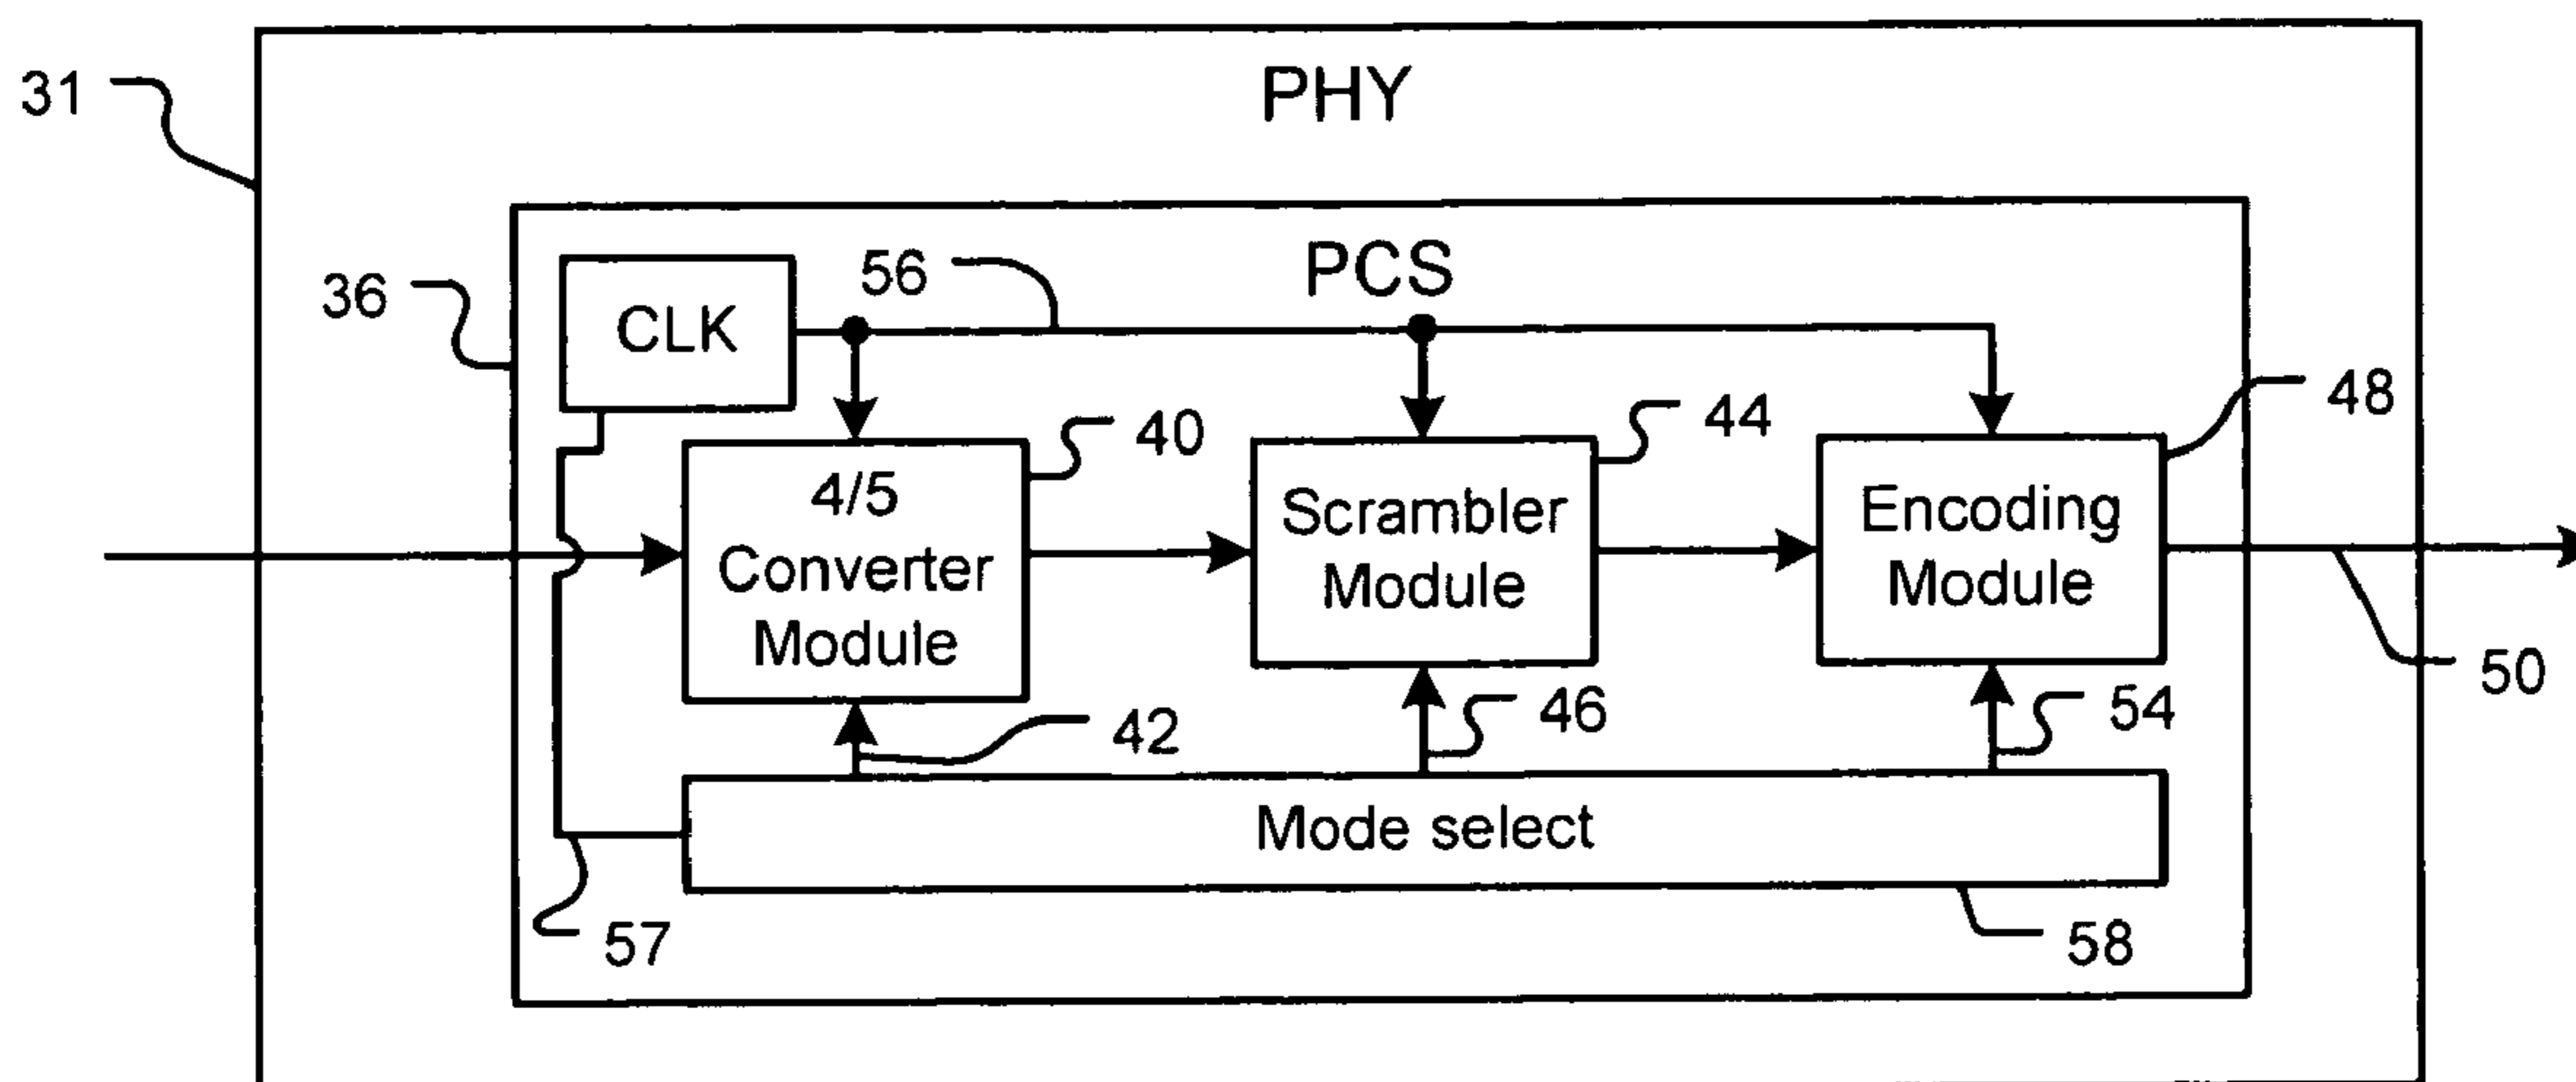 31
PHY
36
CLK
56
PCS
4/5
Converter
Module
40
Scrambler
Module
44
Encoding
Module
48
42
46
54
50
Mode select
57
58